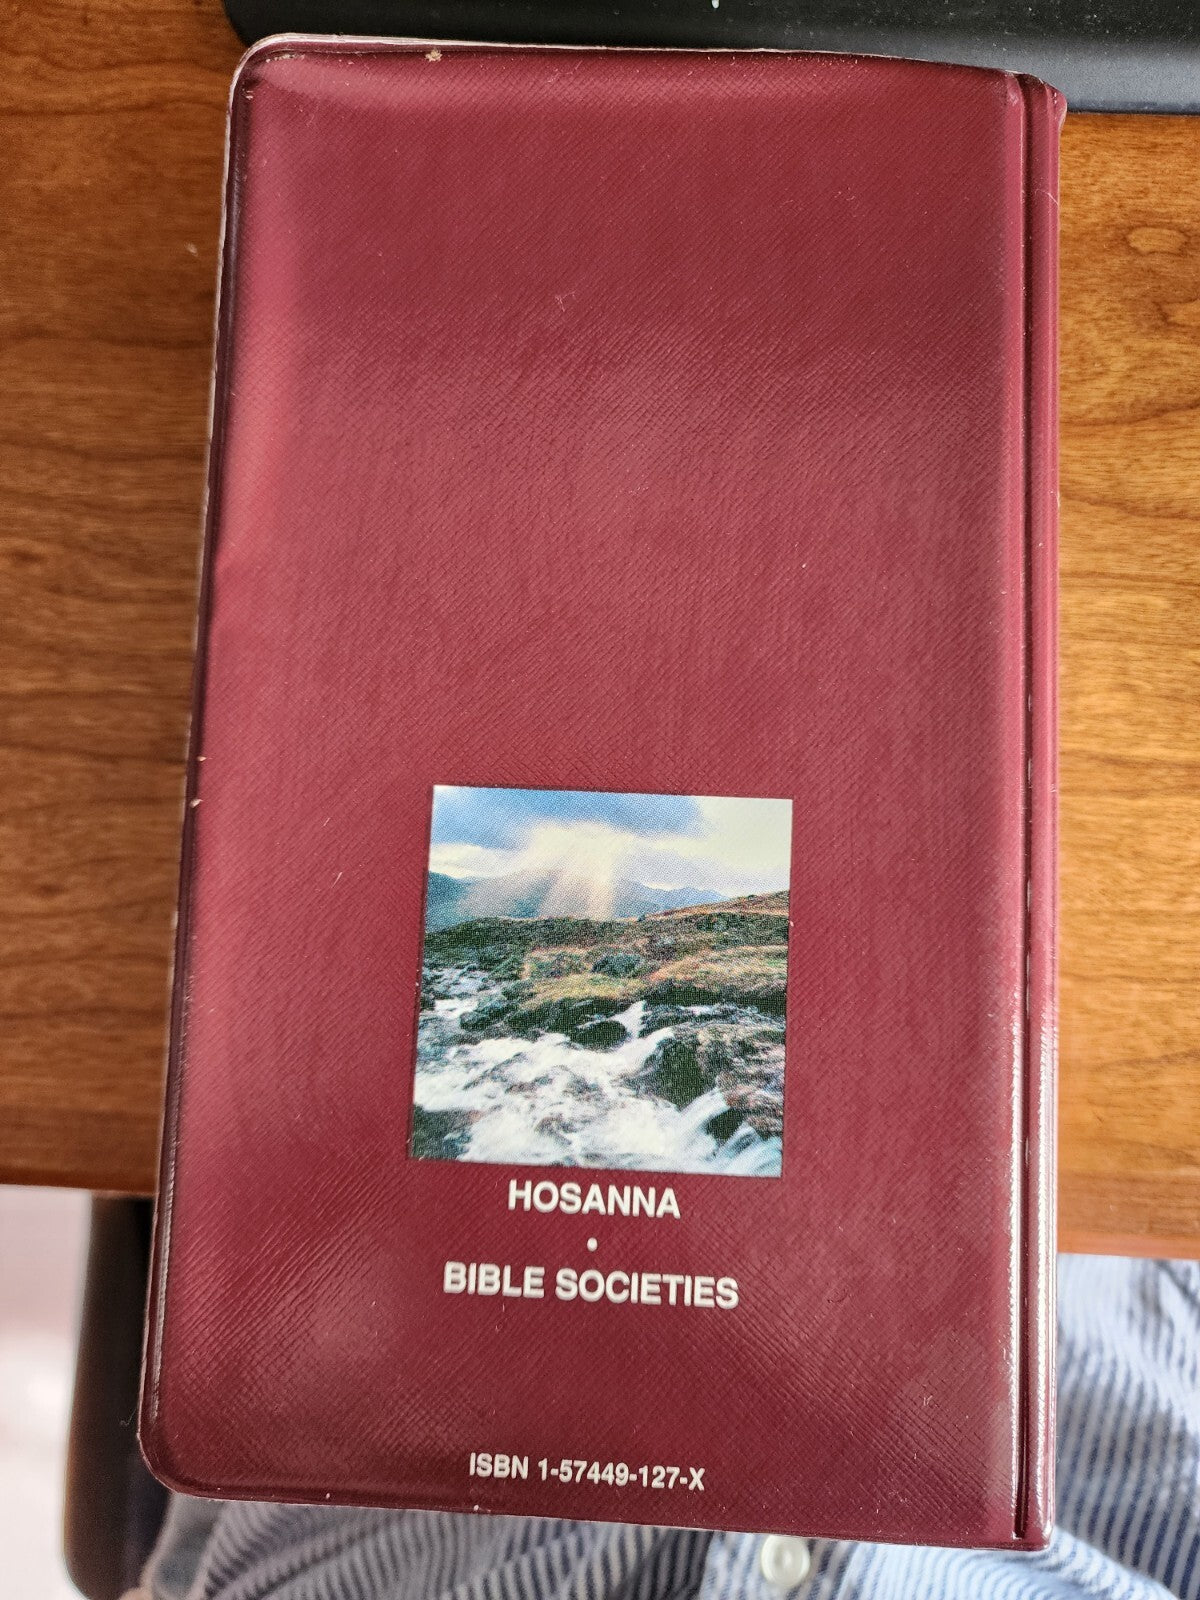 HOSANNA
•
BIBLE SOCIETIES
ISBN 1-57449-127-X